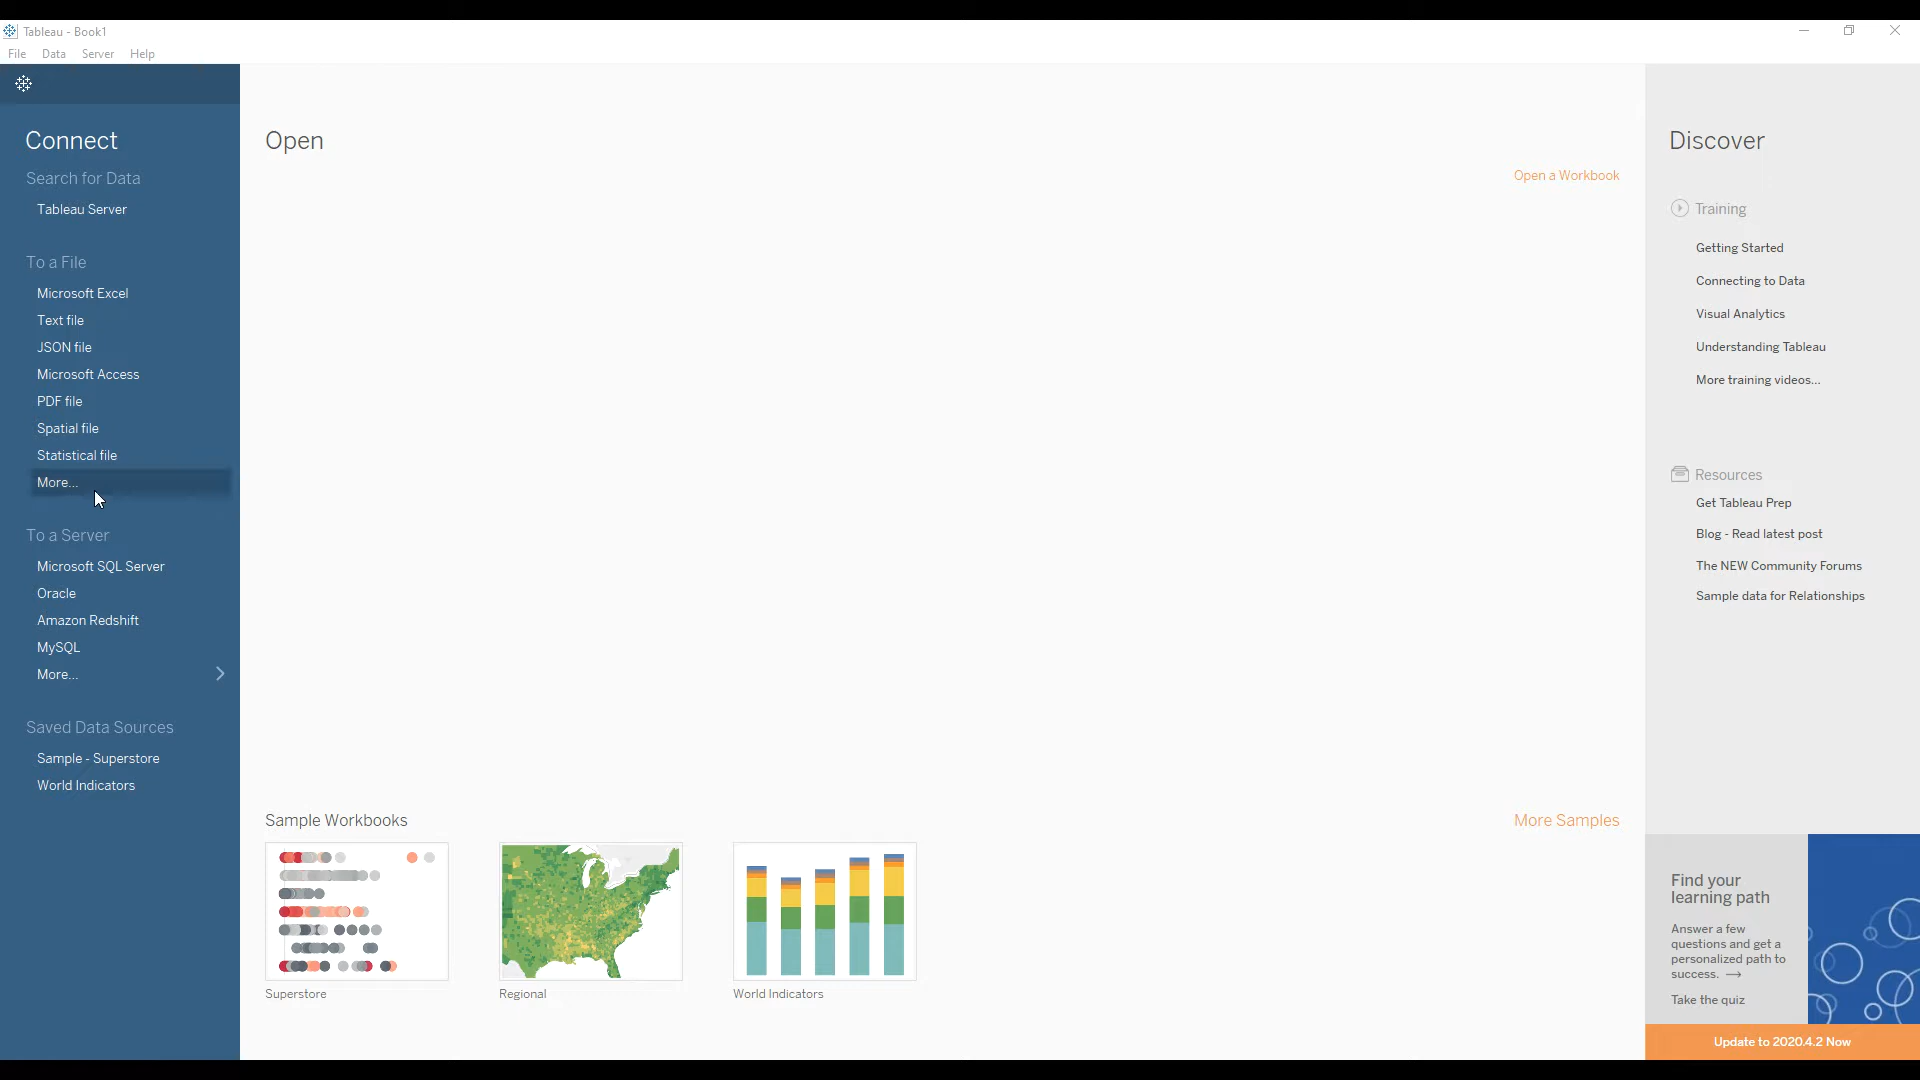 Tableau - Book1
File Data Server Help
Connect
Search for Data
Tableau Server
To a File
Microsoft Excel
Text file
JSON file
Microsoft Access
PDF file
Spatial file
Statistical file
More...
To a Server
Microsoft SQL Server
Oracle
Amazon Redshift
MySQL
More...
Saved Data Sources
Sample - Superstore
World Indicators
Open
Open a Workbook
Sample Workbooks
More Samples
Superstore
Regional
World Indicators
Discover
Training
Getting Started
Connecting to Data
Visual Analytics
Understanding Tableau
More training videos...
Resources
Get Tableau Prep
Blog - Read latest post
The NEW Community Forums
Sample data for Relationships
Find your
learning path
Answer a few
questions and get a
personalized path to
success. →
Take the quiz
Update to 2020.4.2 Now